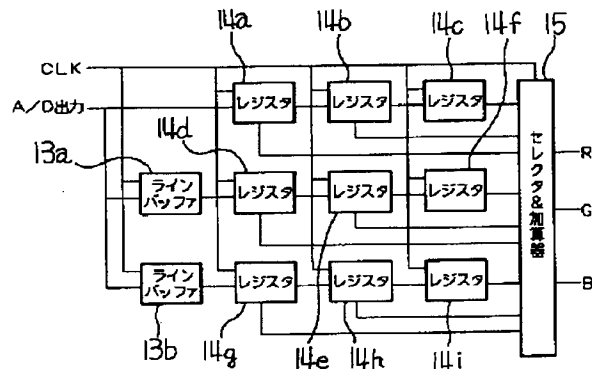 14a
14b
14c
14f
15
CLK
A/D出力
レジスタ
レジスタ
レジスタ
13a
14d
ライン
バッファ
レジスタ
レジスタ
レジスタ
セレクタ&加算器
R
G
B
ライン
バッファ
レジスタ
レジスタ
レジスタ
13b
14g
14e
14h
14i